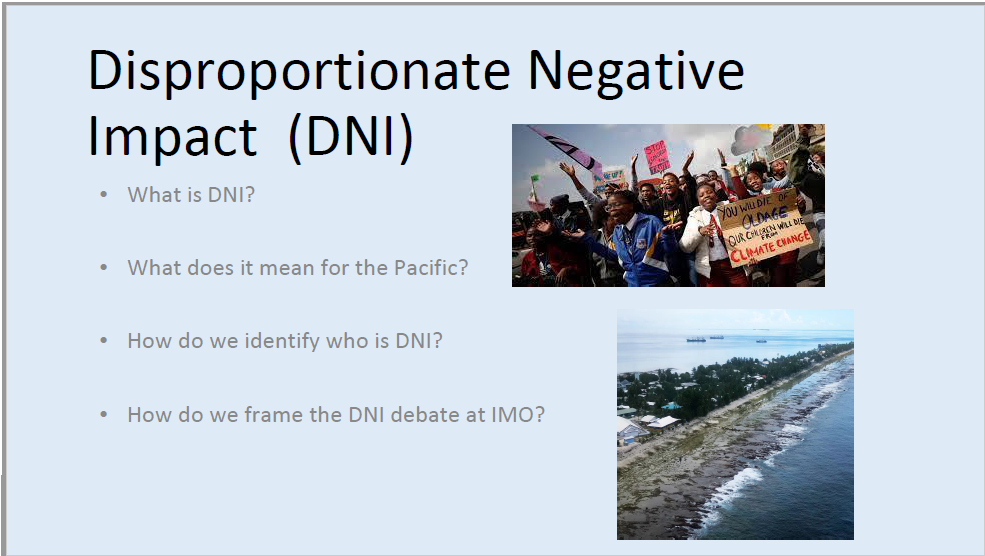 Disproportionate Negative
Impact (DNI)
• What is DNI?
• What does it mean for the Pacific?
• How do we identify who is DNI?
• How do we frame the DNI debate at IMO?
STOP
YOU WILL DIE OF
OLD AGE
OUR CHILDREN WILL DIE
FROM
CLIMATE CHANGE